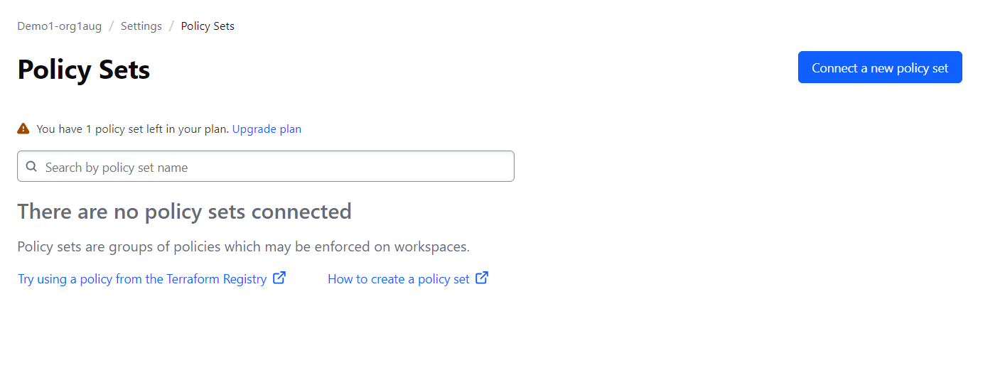 Demo1-org1aug / Settings / Policy Sets
Policy Sets
Connect a new policy set
You have 1 policy set left in your plan. Upgrade plan
Search by policy set name
There are no policy sets connected
Policy sets are groups of policies which may be enforced on workspaces.
Try using a policy from the Terraform Registry How to create a policy set